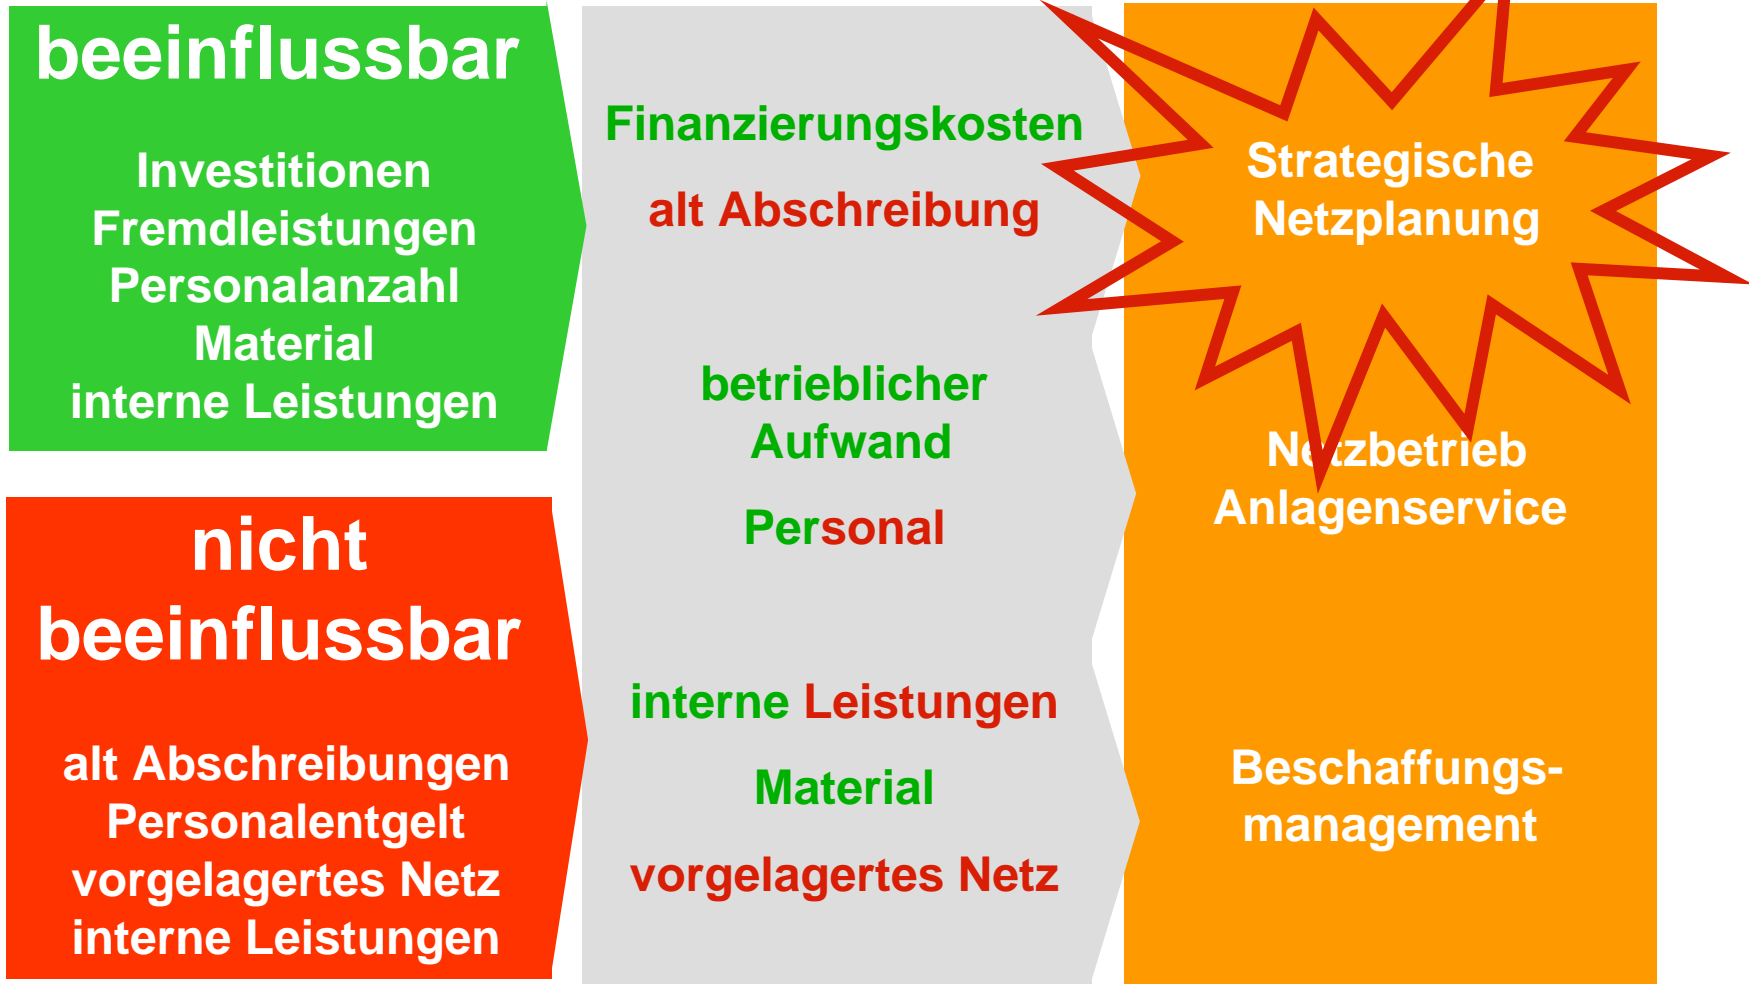 beeinflussbar
Investitionen
Fremdleistungen
Personalanzahl
Material
interne Leistungen
nicht
beeinflussbar
alt Abschreibungen
Personalentgelt
vorgelagertes Netz
interne Leistungen
Finanzierungskosten
alt Abschreibung
betrieblicher
Aufwand
Personal
interne Leistungen
Material
vorgelagertes Netz
Strategische
Netzplanung
Netzbetrieb
Anlagenservice
Beschaffungs-
management